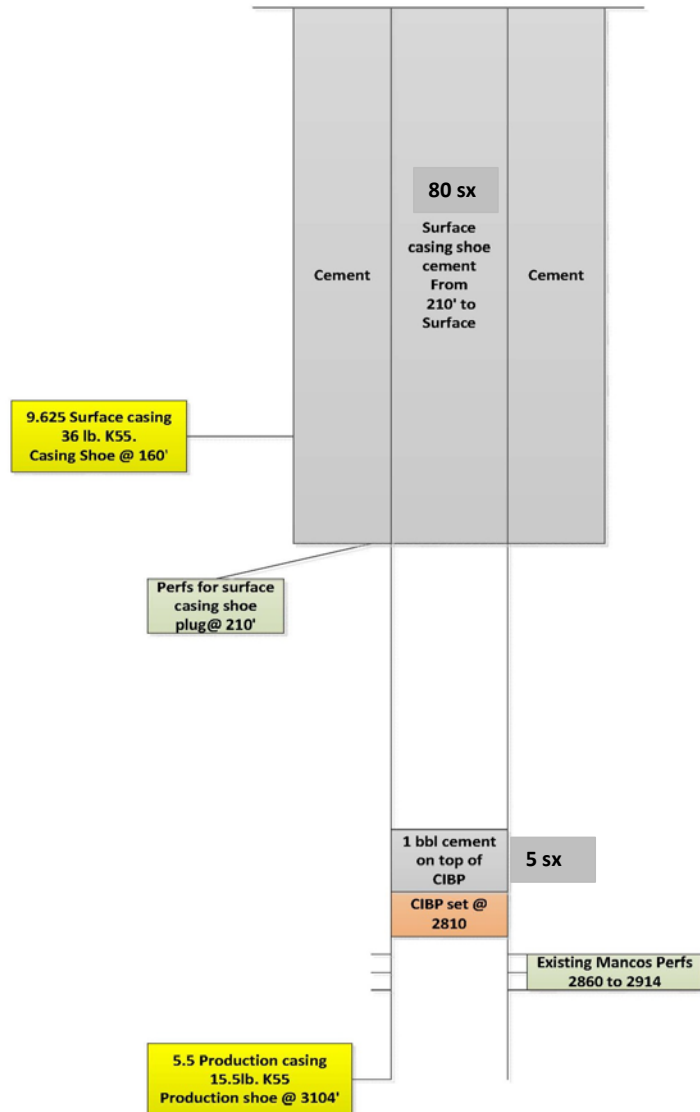 80 sx
Surface
casing shoe
cement
From
210' to
Surface
Cement
Cement
9.625 Surface casing
36 lb. K55.
Casing Shoe @ 160'
Perfs for surface
casing shoe
plug@ 210'
1 bbl cement
on top of
CIBP
5 sx
CIBP set @
2810
Existing Mancos Perfs
2860 to 2914
5.5 Production casing
15.5lb. K55
Production shoe @ 3104'